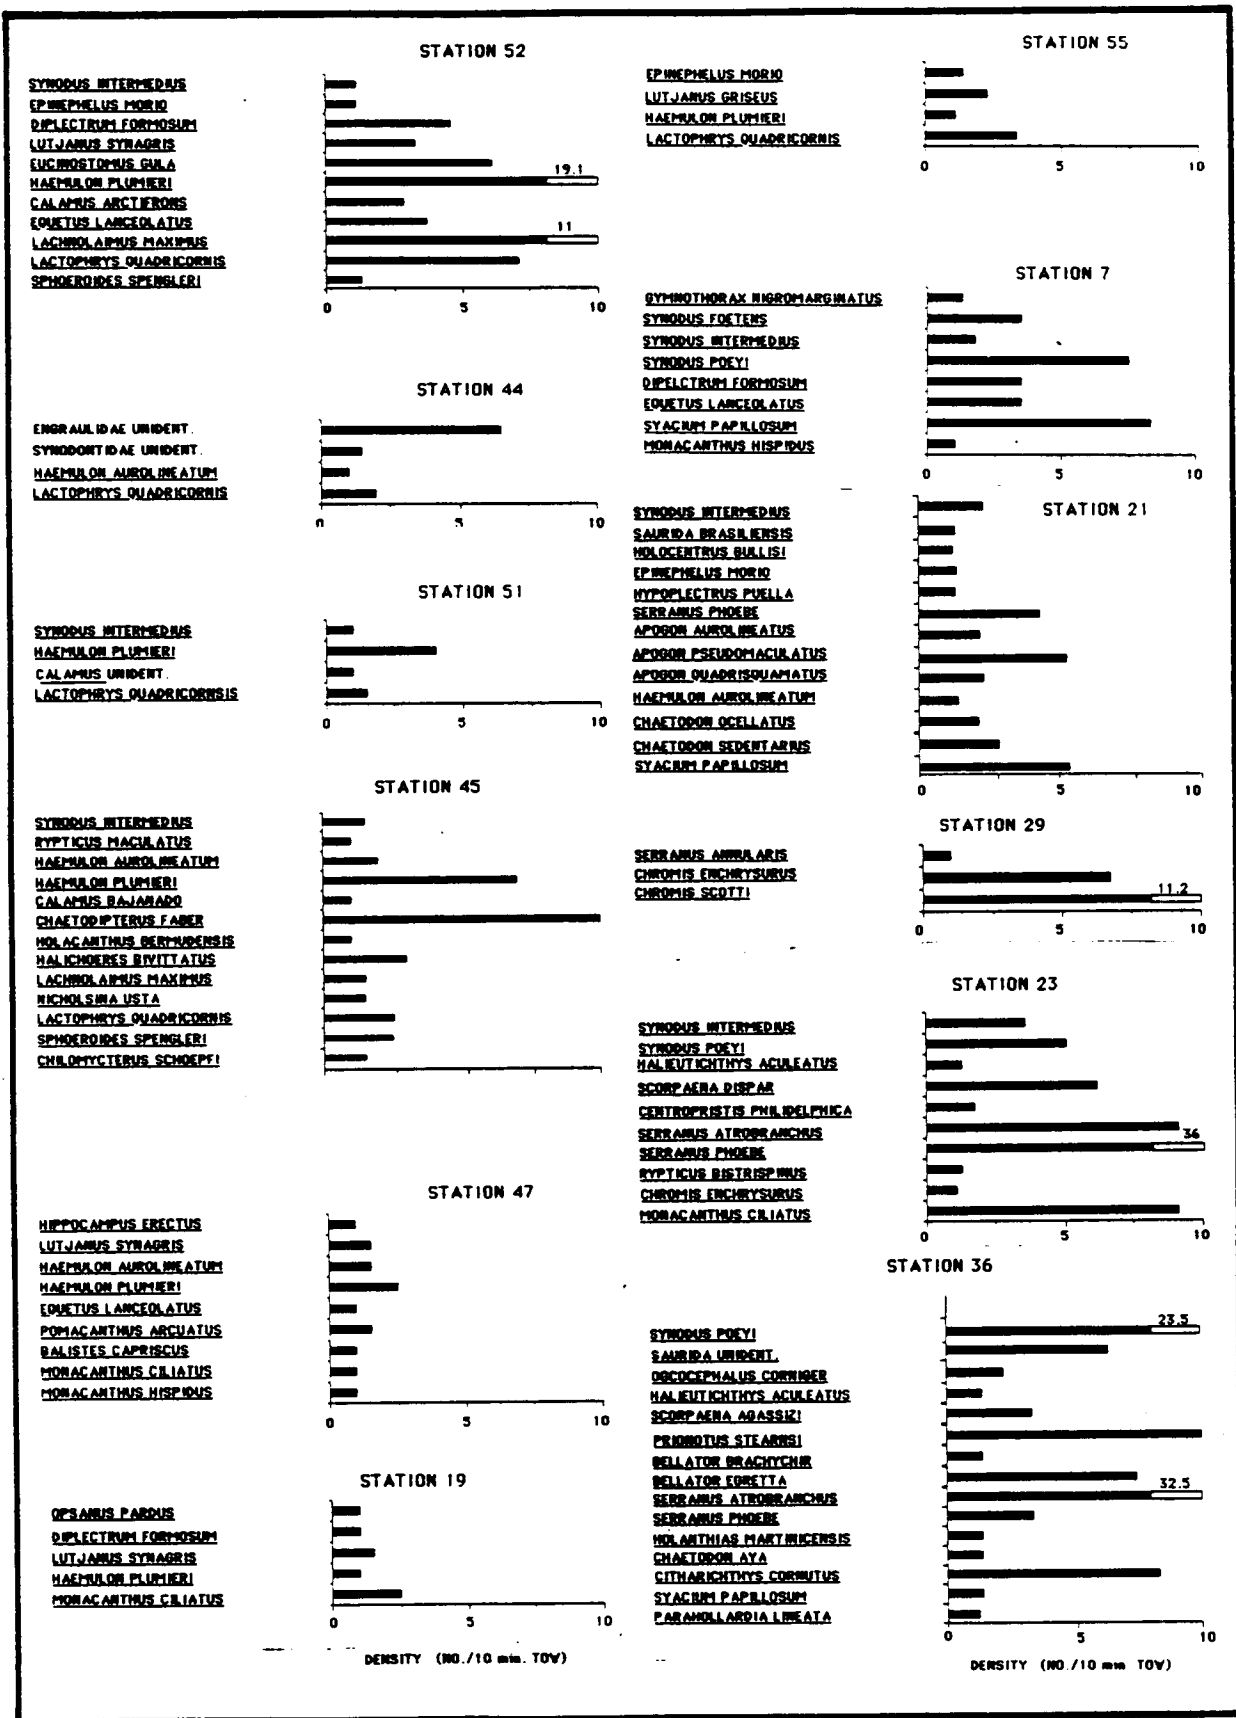 STATION 52
SYNODUS INTERMEDIUS
EPINEPHELUS MORIO
DIPLECTRUM FORMOSUM
LUTJANUS SYNAGRIS
EUCINOSTOMUS GULA
19.1
HAEMULON PLUMIERI
CALAMUS ARCTIFRONS
EQUETUS LANCEOLATUS
11
LACHNOLAIMUS MAXIMUS
LACTOPHRYS QUADRICORNIS
SPHOEROIDES SPENGLERI
0 5 10
STATION 44
ENGRAULIDAE UNIDENT.
SYNODONTIDAE UNIDENT.
HAEMULON AUROLINEATUM
LACTOPHRYS QUADRICORNIS
0 5 10
STATION 51
SYNODUS INTERMEDIUS
HAEMULON PLUMIERI
CALAMUS UNIDENT.
LACTOPHRYS QUADRICORNSIS
0 5 10
STATION 45
SYNODUS INTERMEDIUS
RYPTICUS MACULATUS
HAEMULON AUROLINEATUM
HAEMULON PLUMIERI
CALAMUS BAJANADO
CHAETODIPTERUS FABER
HOLACANTHUS BERMUDENSIS
HALICHOERES BIVITTATUS
LACHNOLAIMUS MAXIMUS
NICHOLSINA USTA
LACTOPHRYS QUADRICORNIS
SPHOEROIDES SPENGLERI
CHILOMYCTERUS SCHOEPFI
STATION 47
HIPPOCAMPUS ERECTUS
LUTJANUS SYNAGRIS
HAEMULON AUROLINEATUM
HAEMULON PLUMIERI
EQUETUS LANCEOLATUS
POMACANTHUS ARCUATUS
BALISTES CAPRISCUS
MONACANTHUS CILIATUS
MONACANTHUS HISPIDUS
0 5 10
STATION 19
OPSANUS PARDUS
DIPLECTRUM FORMOSUM
LUTJANUS SYNAGRIS
HAEMULON PLUMIERI
MONACANTHUS CILIATUS
0 5 10
DENSITY (NO./10 min. TOW)
STATION 55
EPINEPHELUS MORIO
LUTJANUS GRISEUS
HAEMULON PLUMIERI
LACTOPHRYS QUADRICORNIS
0 5 10
STATION 7
GYMNOTHORAX NIGROMARGINATUS
SYNODUS FOETENS
SYNODUS INTERMEDIUS
SYNODUS POEYI
DIPELCTRUM FORMOSUM
EQUETUS LANCEOLATUS
SYACIUM PAPILLOSUM
MONACANTHUS HISPIDUS
0 5 10
STATION 21
SYNODUS INTERMEDIUS
SAURIDA BRASILIENSIS
HOLOCENTRUS BULLISI
EPINEPHELUS MORIO
HYPOPLECTRUS PUELLA
SERRANUS PHOEBE
APOGON AUROLINEATUS
APOGON PSEUDOMACULATUS
APOGON QUADRISQUAMATUS
HAEMULON AUROLINEATUM
CHAETODON OCELLATUS
CHAETODON SEDENTARIUS
SYACIUM PAPILLOSUM
0 5 10
STATION 29
SERRANUS ANNULARIS
CHROMIS ENCHRYSURUS
CHROMIS SCOTTI
11.2
0 5 10
STATION 23
SYNODUS INTERMEDIUS
SYNODUS POEYI
HALIEUTICHTHYS ACULEATUS
SCORPAENA DISPAR
CENTROPRISTIS PHILIDELPHICA
SERRANUS ATROBRANCHUS
36
SERRANUS PHOEBE
RYPTICUS BISTRISPINUS
CHROMIS ENCHRYSURUS
MONACANTHUS CILIATUS
0 5 10
STATION 36
23.5
SYNODUS POEYI
SAURIDA UNIDENT.
OGCOCEPHALUS CORNIGER
HALIEUTICHTHYS ACULEATUS
SCORPAENA AGASSIZI
PRIONOTUS STEARNSI
BELLATOR BRACHYCHIR
BELLATOR EGRETTA
32.5
SERRANUS ATROBRANCHUS
SERRANUS PHOEBE
HOLANTHIAS MARTINICENSIS
CHAETODON AYA
CITHARICHTHYS CORNUTUS
SYACIUM PAPILLOSUM
PARAHOLLARDIA LINEATA
0 5 10
DENSITY (NO./10 min TOW)